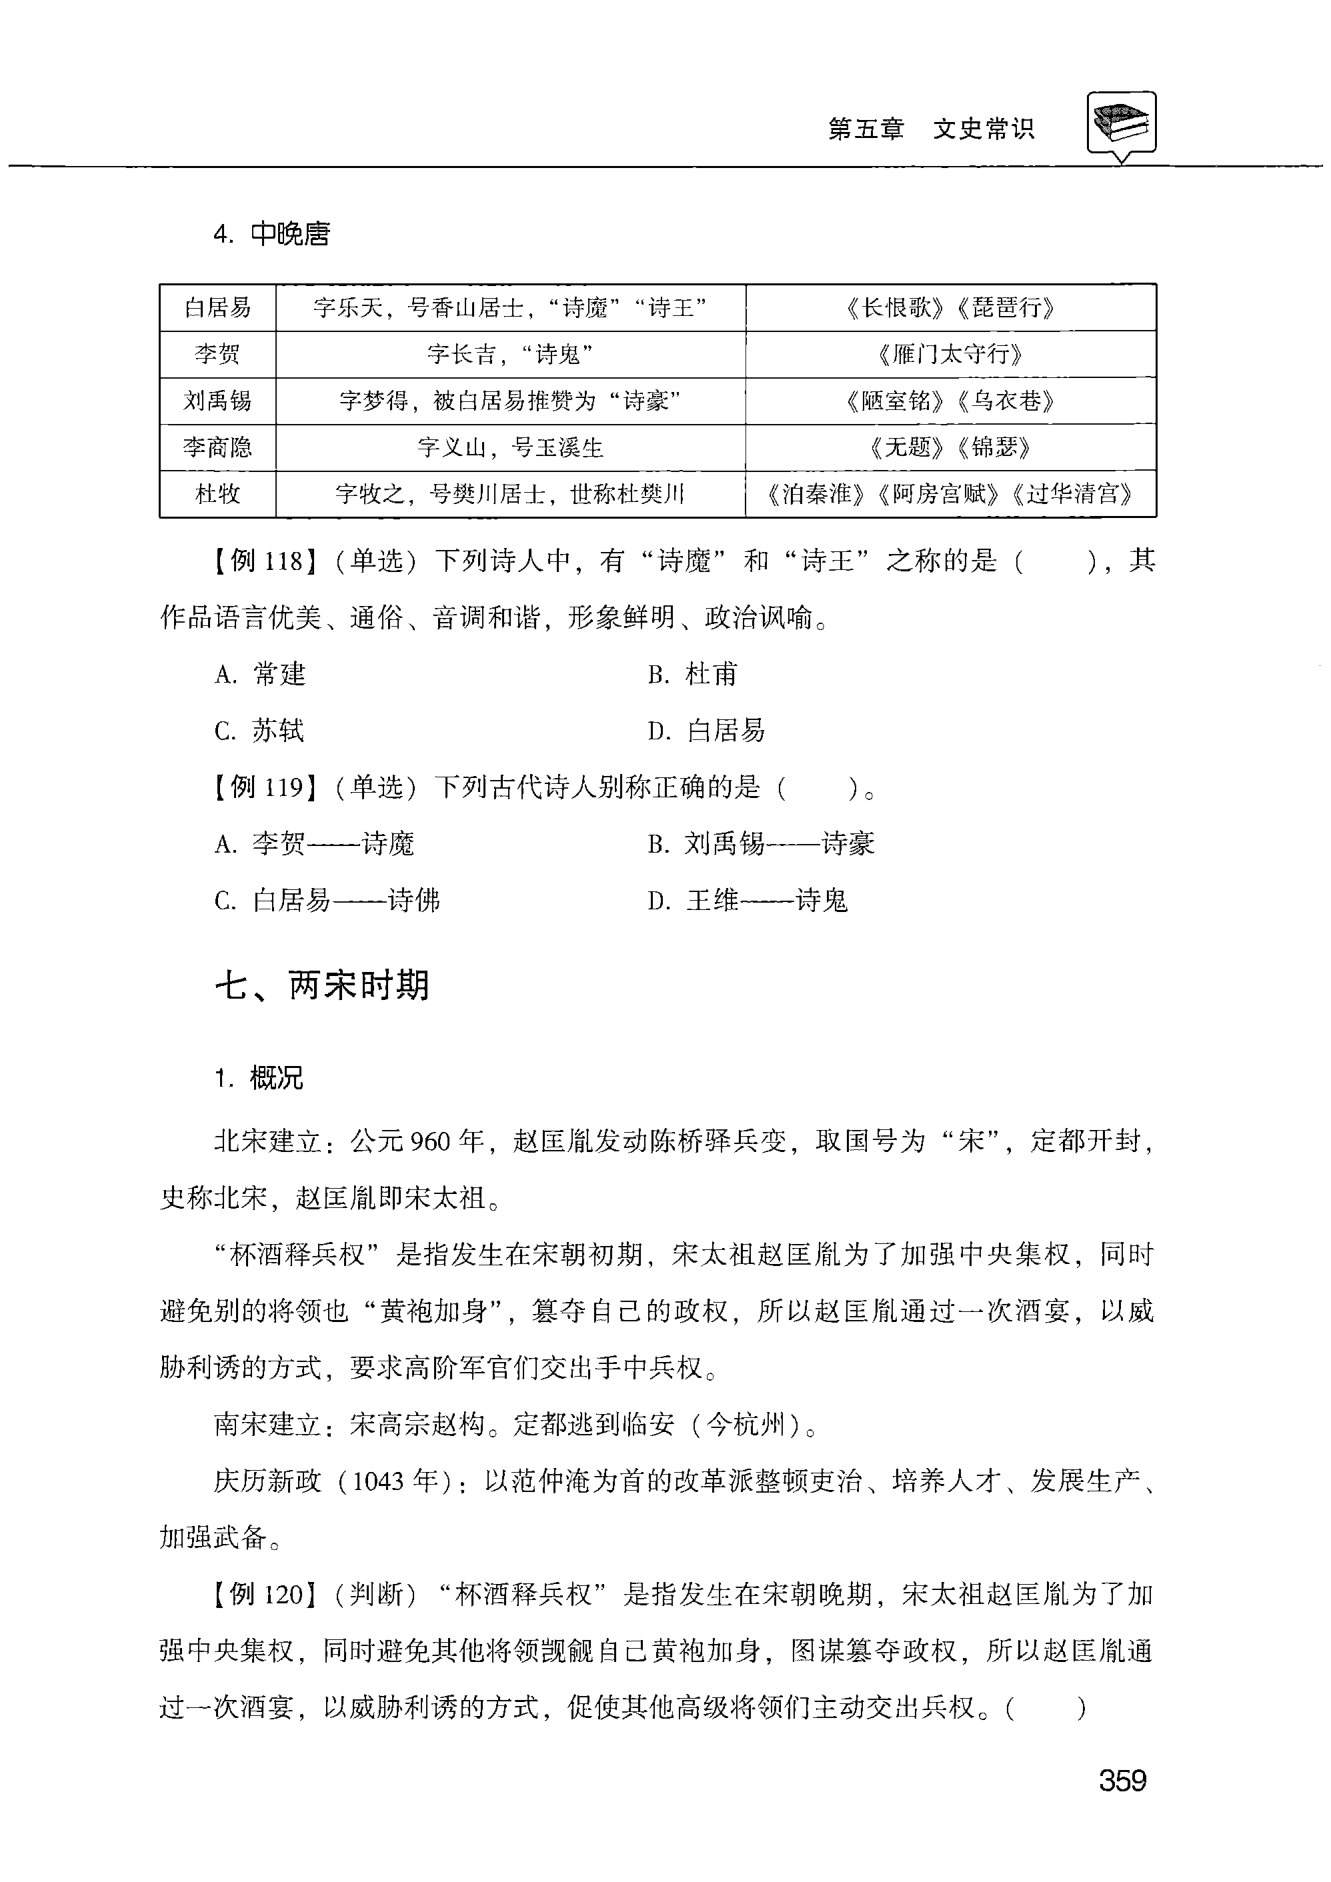 第五章 文史常识
4. 中晚唐
白居易 字乐天，号香山居士，“诗魔”“诗王” 《长恨歌》《琵琶行》
李贺 字长吉，“诗鬼” 《雁门太守行》
刘禹锡 字梦得，被白居易推赞为“诗豪” 《陋室铭》《乌衣巷》
李商隐 字义山，号玉溪生 《无题》《锦瑟》
杜牧 字牧之，号樊川居士，世称杜樊川 《泊秦淮》《阿房宫赋》《过华清宫》
【例 118】（单选）下列诗人中，有“诗魔”和“诗王”之称的是（　　），其
作品语言优美、通俗、音调和谐，形象鲜明、政治讽喻。
A. 常建 B. 杜甫
C. 苏轼 D. 白居易
【例 119】（单选）下列古代诗人别称正确的是（　　）。
A. 李贺——诗魔 B. 刘禹锡——诗豪
C. 白居易——诗佛 D. 王维——诗鬼
七、两宋时期
1. 概况
北宋建立：公元 960 年，赵匡胤发动陈桥驿兵变，取国号为“宋”，定都开封，
史称北宋，赵匡胤即宋太祖。
“杯酒释兵权”是指发生在宋朝初期，宋太祖赵匡胤为了加强中央集权，同时
避免别的将领也“黄袍加身”，篡夺自己的政权，所以赵匡胤通过一次酒宴，以威
胁利诱的方式，要求高阶军官们交出手中兵权。
南宋建立：宋高宗赵构。定都逃到临安（今杭州）。
庆历新政（1043 年）：以范仲淹为首的改革派整顿吏治、培养人才、发展生产、
加强武备。
【例 120】（判断）“杯酒释兵权”是指发生在宋朝晚期，宋太祖赵匡胤为了加
强中央集权，同时避免其他将领觊觎自己黄袍加身，图谋篡夺政权，所以赵匡胤通
过一次酒宴，以威胁利诱的方式，促使其他高级将领们主动交出兵权。（　　）
359